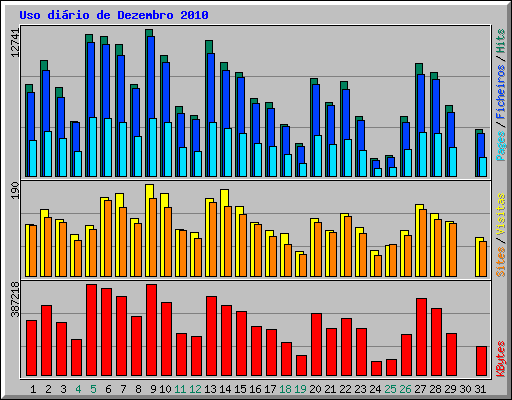 Uso diário de Dezembro 2010
12741
Pages / Ficheiros / Hits
190
Sites / Visitas
387218
KBytes
1 2 3 4 5 6 7 8 9 10 11 12 13 14 15 16 17 18 19 20 21 22 23 24 25 26 27 28 29 30 31